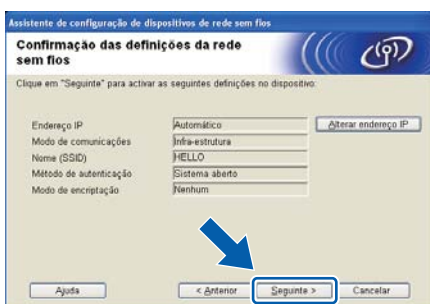 Assistente de configuração de dispositivos de rede sem fios
Confirmação das definições da rede
sem fios
Clique em "Seguinte" para activar as seguintes definições no dispositivo:
Endereço IP Automático Alterar endereço IP
Modo de comunicações Infra-estrutura
Nome (SSID) HELLO
Método de autenticação Sistema aberto
Modo de encriptação Nenhum
Ajuda < Anterior Seguinte > Cancelar